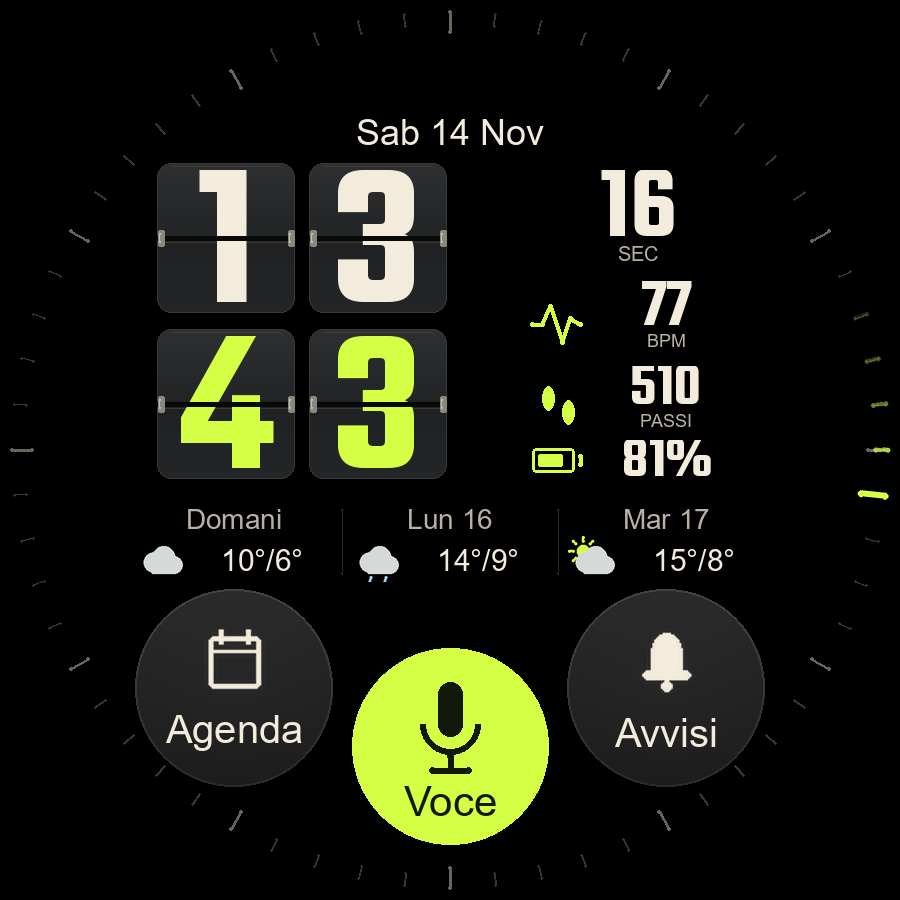 Sab 14 Nov
13
43
16
SEC
77
BPM
510
PASSI
81%
Domani
10°/6°
Lun 16
14°/9°
Mar 17
15°/8°
Agenda
Voce
Avvisi